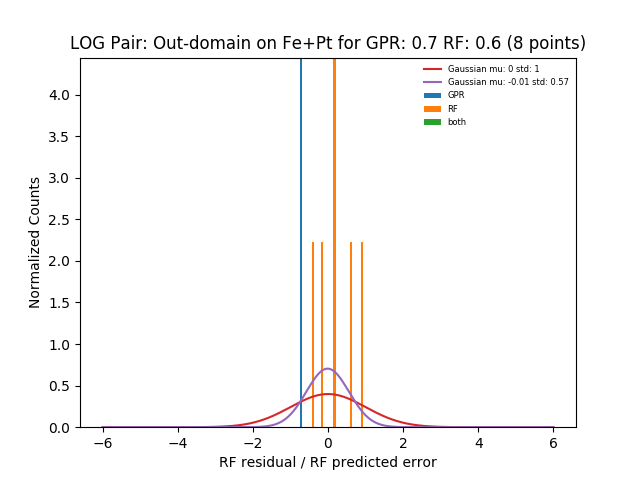 LOG Pair: Out-domain on Fe+Pt for GPR: 0.7 RF: 0.6 (8 points)
Gaussian mu: 0 std: 1
Gaussian mu: -0.01 std: 0.57
GPR
RF
both
Normalized Counts
4.0
3.5
3.0
2.5
2.0
1.5
1.0
0.5
0.0
−6 −4 −2 0 2 4 6
RF residual / RF predicted error